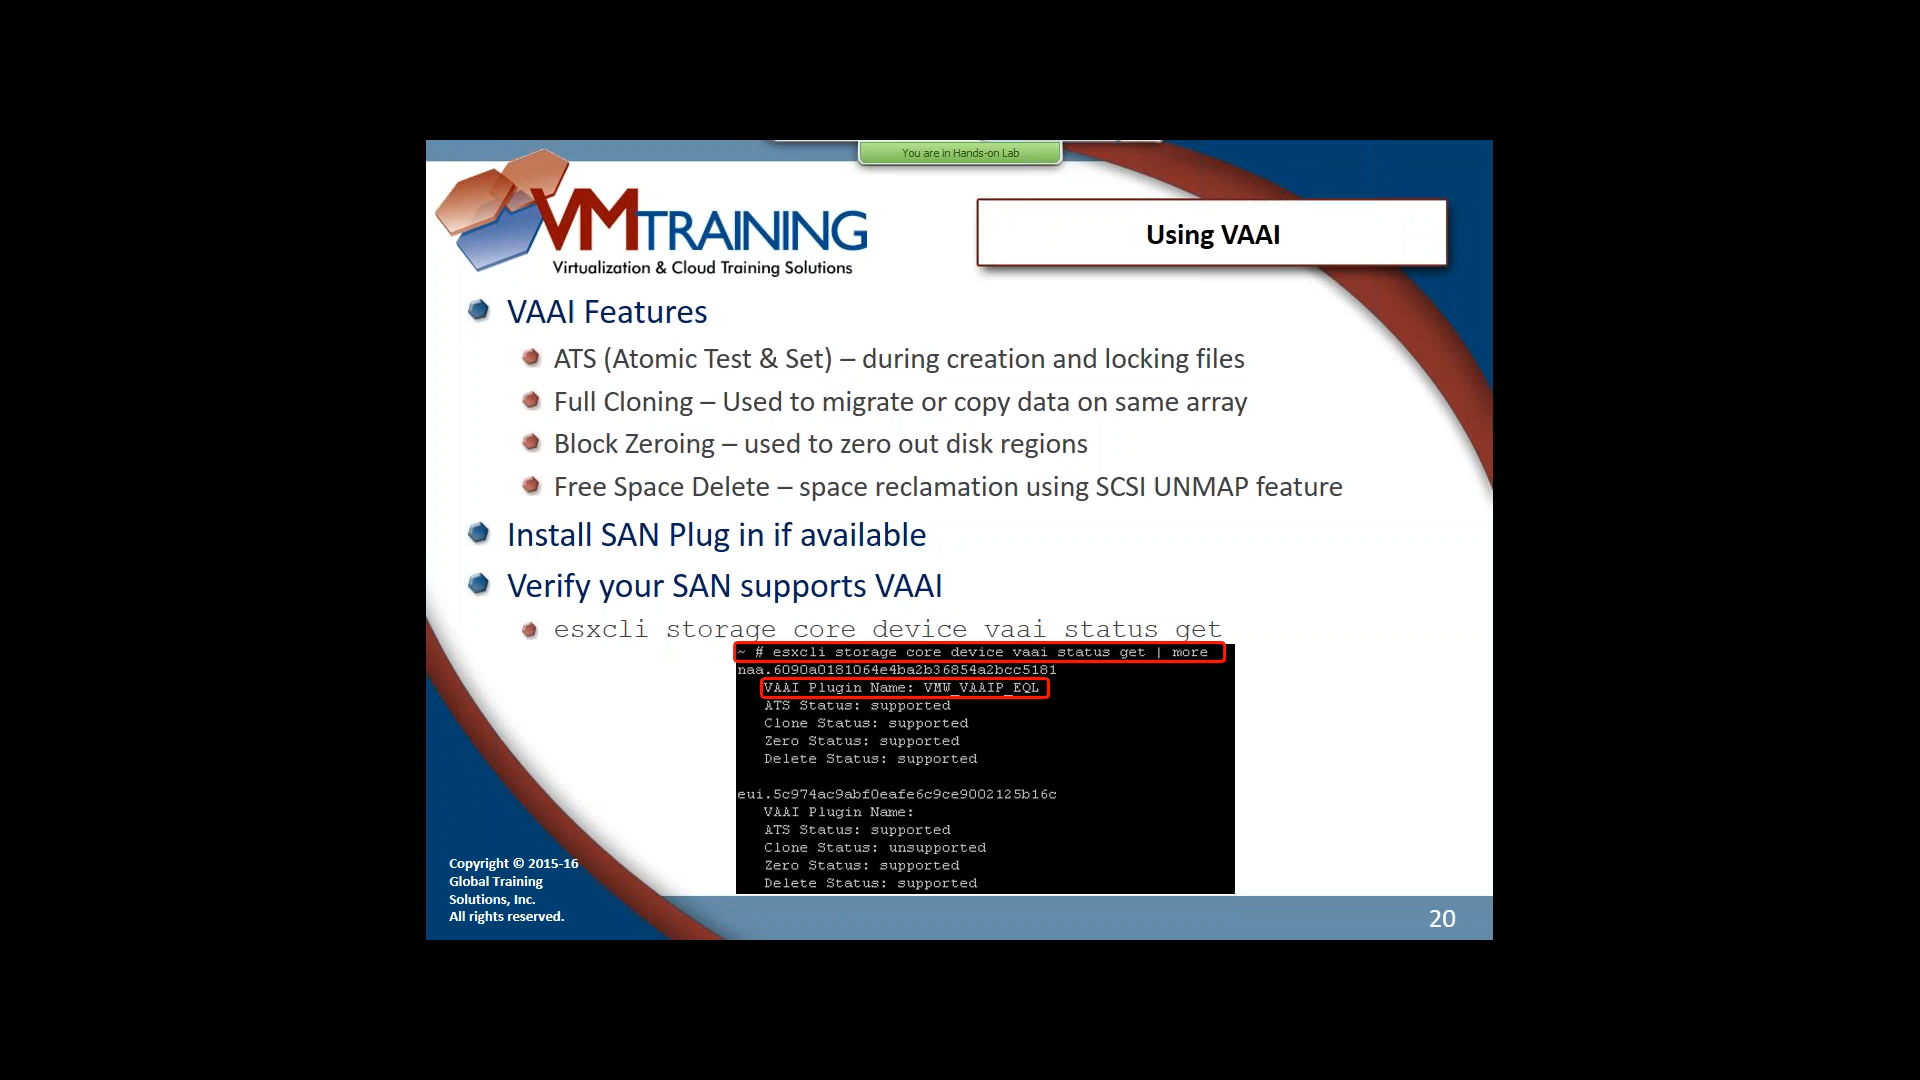 You are in Hands-on Lab
VMTRAINING
Virtualization & Cloud Training Solutions
Using VAAI
VAAI Features
ATS (Atomic Test & Set) – during creation and locking files
Full Cloning – Used to migrate or copy data on same array
Block Zeroing – used to zero out disk regions
Free Space Delete – space reclamation using SCSI UNMAP feature
Install SAN Plug in if available
Verify your SAN supports VAAI
esxcli storage core device vaai status get
~ # esxcli storage core device vaai status get | more
naa.6090a0181064e4ba2b36854a2bcc5181
VAAI Plugin Name: VMW_VAAIP_EQL
ATS Status: supported
Clone Status: supported
Zero Status: supported
Delete Status: supported
eui.5c974ac9abf0eafe6c9ce9002125b16c
VAAI Plugin Name:
ATS Status: supported
Clone Status: unsupported
Zero Status: supported
Delete Status: supported
Copyright © 2015-16
Global Training
Solutions, Inc.
All rights reserved.
20